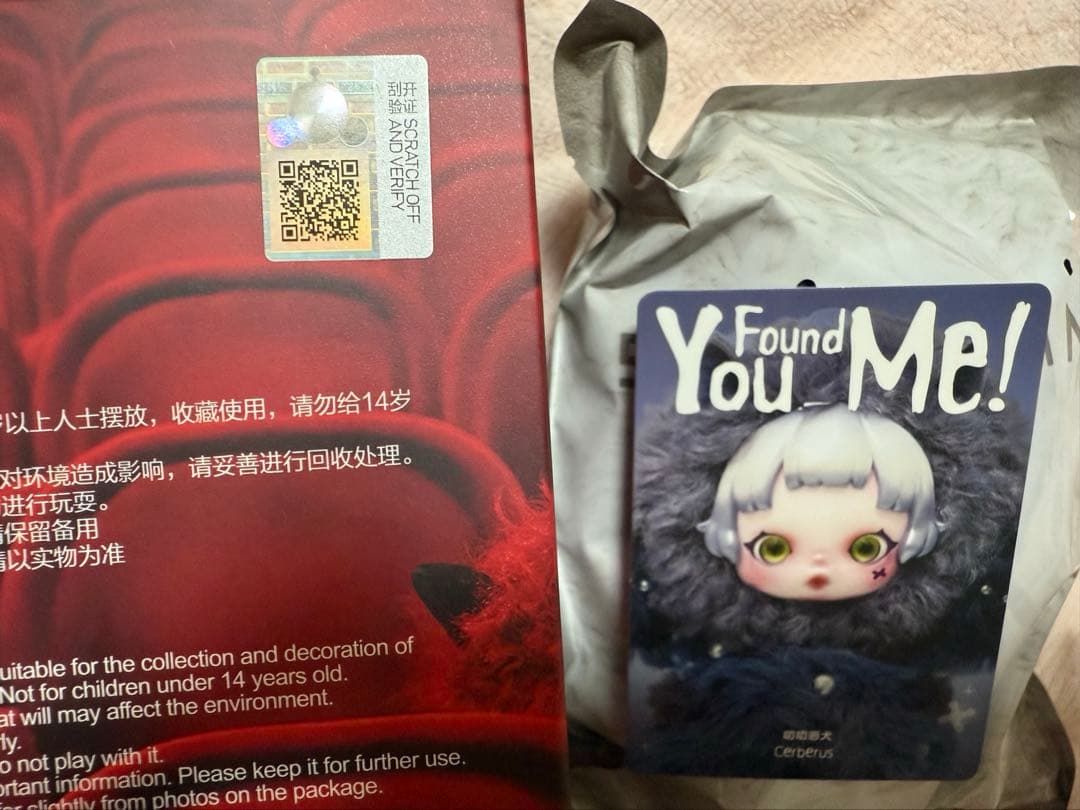 刮开
验证
SCRATCH OFF
AND VERIFY
岁以上人士摆放，收藏使用，请勿给14岁
对环境造成影响，请妥善进行回收处理。
进行玩耍。
请保留备用
请以实物为准
uitable for the collection and decoration of
Not for children under 14 years old.
at will may affect the environment.
rly.
o not play with it.
ortant information. Please keep it for further use.
er slightly from photos on the package.
You Found Me!
恶犬
Cerberus